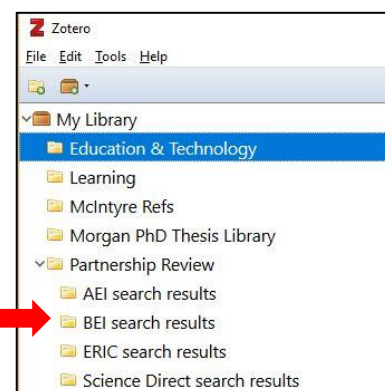 Zotero
File Edit Tools Help
My Library
Education & Technology
Learning
McIntyre Refs
Morgan PhD Thesis Library
Partnership Review
AEI search results
BEI search results
ERIC search results
Science Direct search results